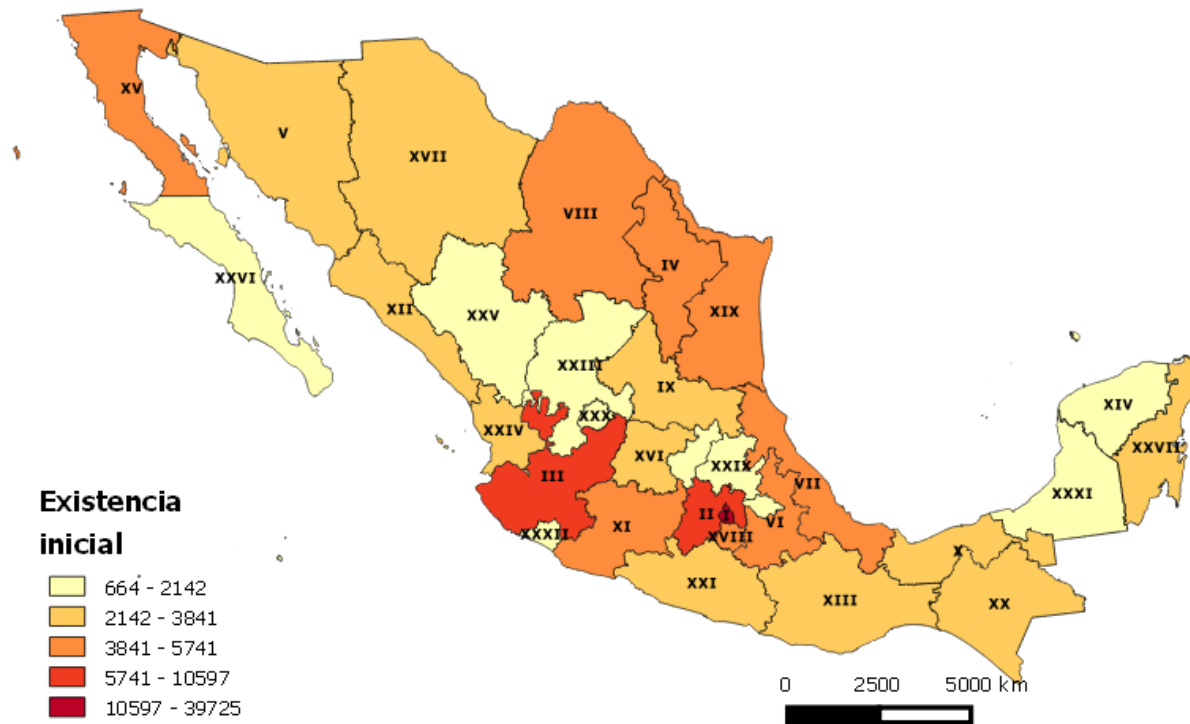 XV
V
XVII
VIII
IV
XXVI
XII
XXV
XIX
XXIII
IX
XXX
XXIV
XIV
XVI
XXIX
XXVII
III
VII
XXXI
II
I
VI
XI
XXXII
XVIII
X
XXI
XIII
XX
Existencia
inicial
664 - 2142
2142 - 3841
3841 - 5741
5741 - 10597
10597 - 39725
0 2500 5000 km